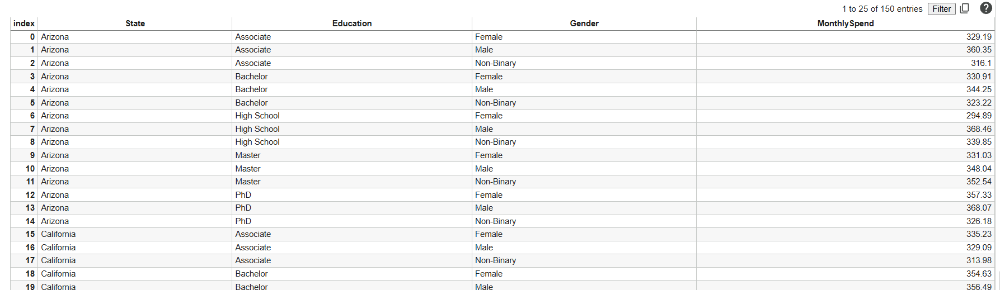 1 to 25 of 150 entries Filter
index State Education Gender MonthlySpend
0 Arizona Associate Female 329.19
1 Arizona Associate Male 360.35
2 Arizona Associate Non-Binary 316.1
3 Arizona Bachelor Female 330.91
4 Arizona Bachelor Male 344.25
5 Arizona Bachelor Non-Binary 323.22
6 Arizona High School Female 294.89
7 Arizona High School Male 368.46
8 Arizona High School Non-Binary 339.85
9 Arizona Master Female 331.03
10 Arizona Master Male 348.04
11 Arizona Master Non-Binary 352.54
12 Arizona PhD Female 357.33
13 Arizona PhD Male 368.07
14 Arizona PhD Non-Binary 326.18
15 California Associate Female 335.23
16 California Associate Male 329.09
17 California Associate Non-Binary 313.98
18 California Bachelor Female 354.63
19 California Bachelor Male 356.49